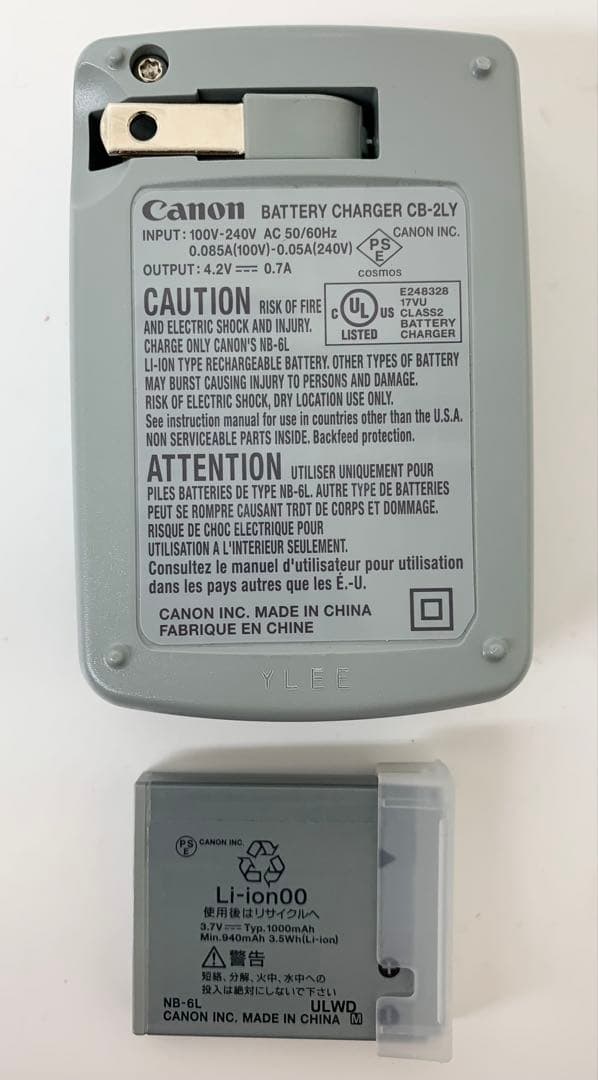 Canon BATTERY CHARGER CB-2LY
INPUT: 100V-240V AC 50/60Hz
0.085A(100V)-0.05A(240V)
OUTPUT: 4.2V⎓ 0.7A
PSE
CANON INC.
cosmos
CAUTION RISK OF FIRE
AND ELECTRIC SHOCK AND INJURY.
CHARGE ONLY CANON'S NB-6L
LI-ION TYPE RECHARGEABLE BATTERY. OTHER TYPES OF BATTERY
MAY BURST CAUSING INJURY TO PERSONS AND DAMAGE.
RISK OF ELECTRIC SHOCK, DRY LOCATION USE ONLY.
See instruction manual for use in countries other than the U.S.A.
NON SERVICEABLE PARTS INSIDE. Backfeed protection.
C UL US
LISTED
E248328
17VU
CLASS2
BATTERY
CHARGER
ATTENTION UTILISER UNIQUEMENT POUR
PILES BATTERIES DE TYPE NB-6L. AUTRE TYPE DE BATTERIES
PEUT SE ROMPRE CAUSANT TRDT DE CORPS ET DOMMAGE.
RISQUE DE CHOC ELECTRIQUE POUR
UTILISATION A L'INTERIEUR SEULEMENT.
Consultez le manuel d'utilisateur pour utilisation
dans les pays autres que les É.-U.
CANON INC. MADE IN CHINA
FABRIQUE EN CHINE
YLEE
PSE CANON INC.
Li-ion00
使用後はリサイクルへ
3.7V⎓ Typ.1000mAh
Min.940mAh 3.5Wh(Li-ion)
⚠警告
短絡、分解、火中、水中への
投入は絶対にしないで下さい
NB-6L ULWD
CANON INC. MADE IN CHINA M